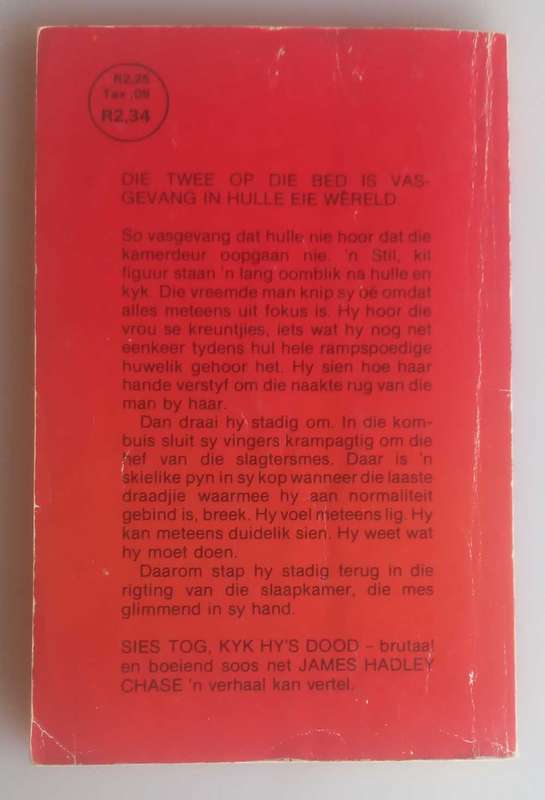 R2,25
Tax ,09
R2,34
DIE TWEE OP DIE BED IS VAS-
GEVANG IN HULLE EIE WÊRELD.
So vasgevang dat hulle nie hoor dat die
kamerdeur oopgaan nie. 'n Stil, kil
figuur staan 'n lang oomblik na hulle en
kyk. Die vreemde man knip sy oë omdat
alles meteens uit fokus is. Hy hoor die
vrou se kreuntjies, iets wat hy nog net
eenkeer tydens hul hele rampspoedige
huwelik gehoor het. Hy sien hoe haar
hande verstyf om die naakte rug van die
man by haar.
Dan draai hy stadig om. In die kom-
buis sluit sy vingers krampagtig om die
hef van die slagtersmes. Daar is 'n
skielike pyn in sy kop wanneer die laaste
draadjie waarmee hy aan normaliteit
gebind is, breek. Hy voel meteens lig. Hy
kan meteens duidelik sien. Hy weet wat
hy moet doen.
Daarom stap hy stadig terug in die
rigting van die slaapkamer, die mes
glimmend in sy hand.
SIES TOG, KYK HY'S DOOD – brutaal
en boeiend soos net JAMES HADLEY
CHASE 'n verhaal kan vertel.